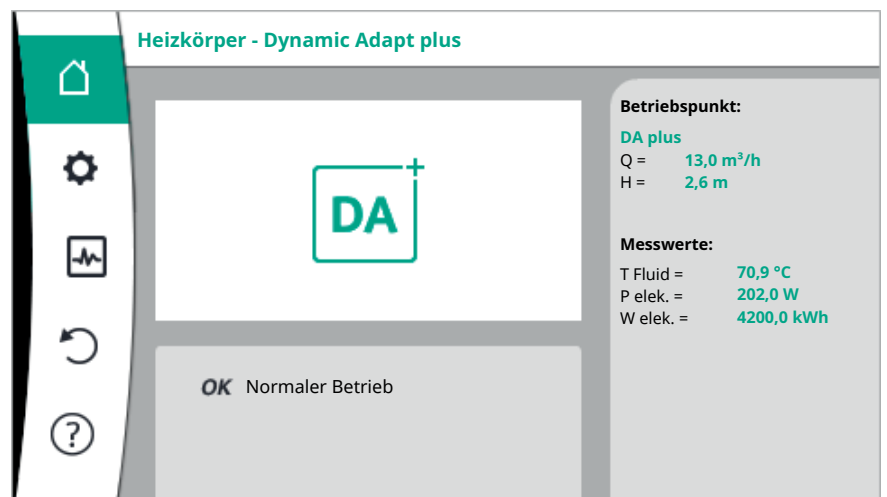 Heizkörper - Dynamic Adapt plus
DA+
OK Normaler Betrieb
Betriebspunkt:
DA plus
Q = 13,0 m³/h
H = 2,6 m
Messwerte:
T Fluid = 70,9 °C
P elek. = 202,0 W
W elek. = 4200,0 kWh
?